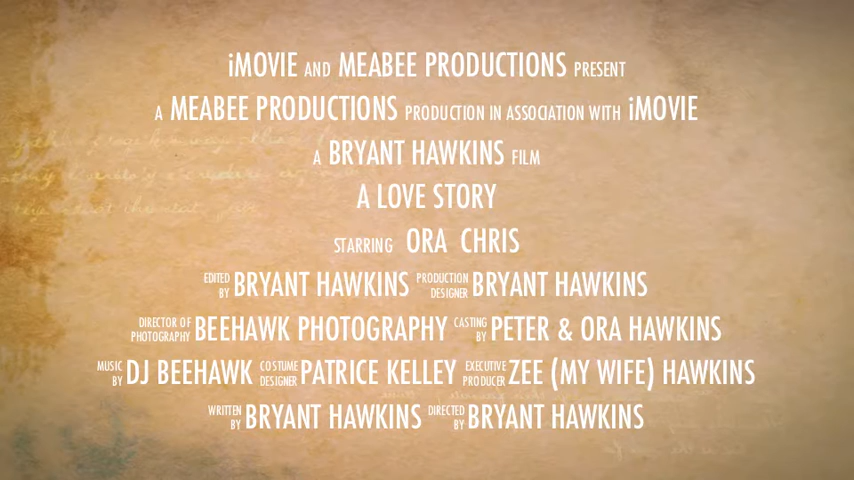 iMOVIE AND MEABEE PRODUCTIONS PRESENT
A MEABEE PRODUCTIONS PRODUCTION IN ASSOCIATION WITH iMOVIE
A BRYANT HAWKINS FILM
A LOVE STORY
STARRING ORA CHRIS
EDITED BY BRYANT HAWKINS PRODUCTION DESIGNER BRYANT HAWKINS
DIRECTOR OF PHOTOGRAPHY BEEHAWK PHOTOGRAPHY CASTING BY PETER & ORA HAWKINS
MUSIC BY DJ BEEHAWK COSTUME DESIGNER PATRICE KELLEY EXECUTIVE PRODUCER ZEE (MY WIFE) HAWKINS
WRITTEN BY BRYANT HAWKINS DIRECTED BY BRYANT HAWKINS